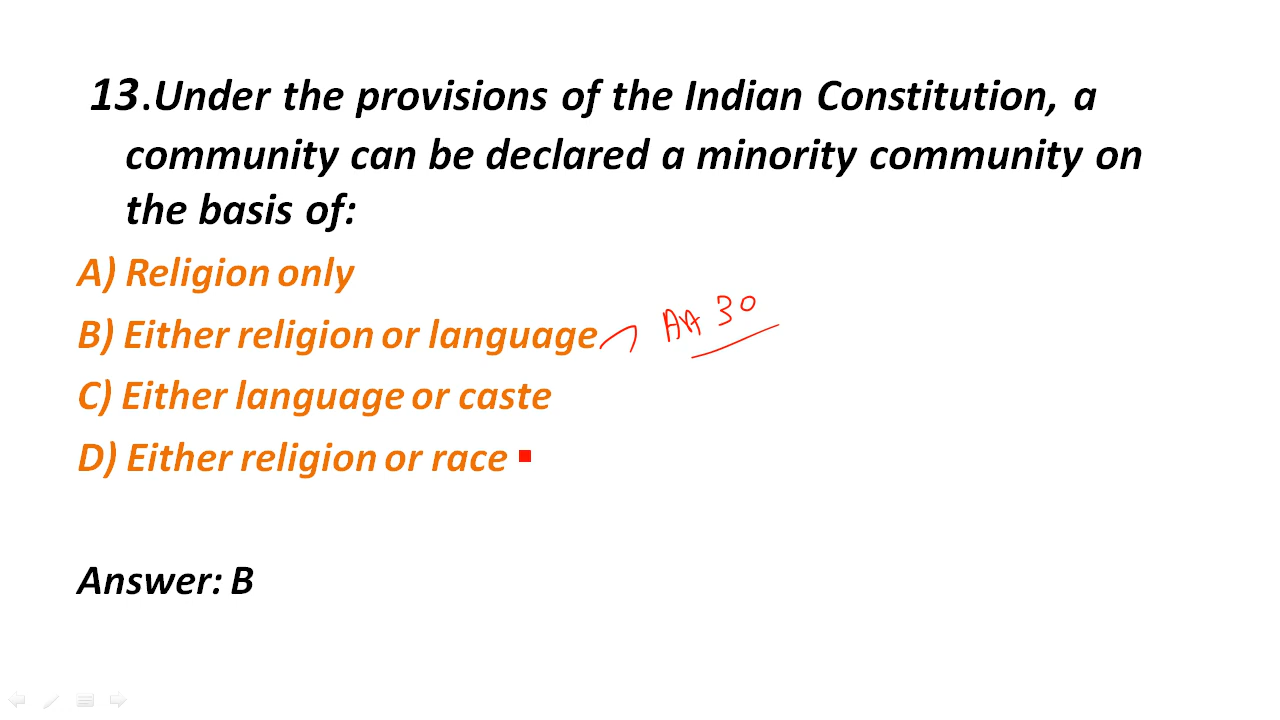 13.Under the provisions of the Indian Constitution, a
community can be declared a minority community on
the basis of:
A) Religion only
B) Either religion or language Art 30
C) Either language or caste
D) Either religion or race
Answer: B